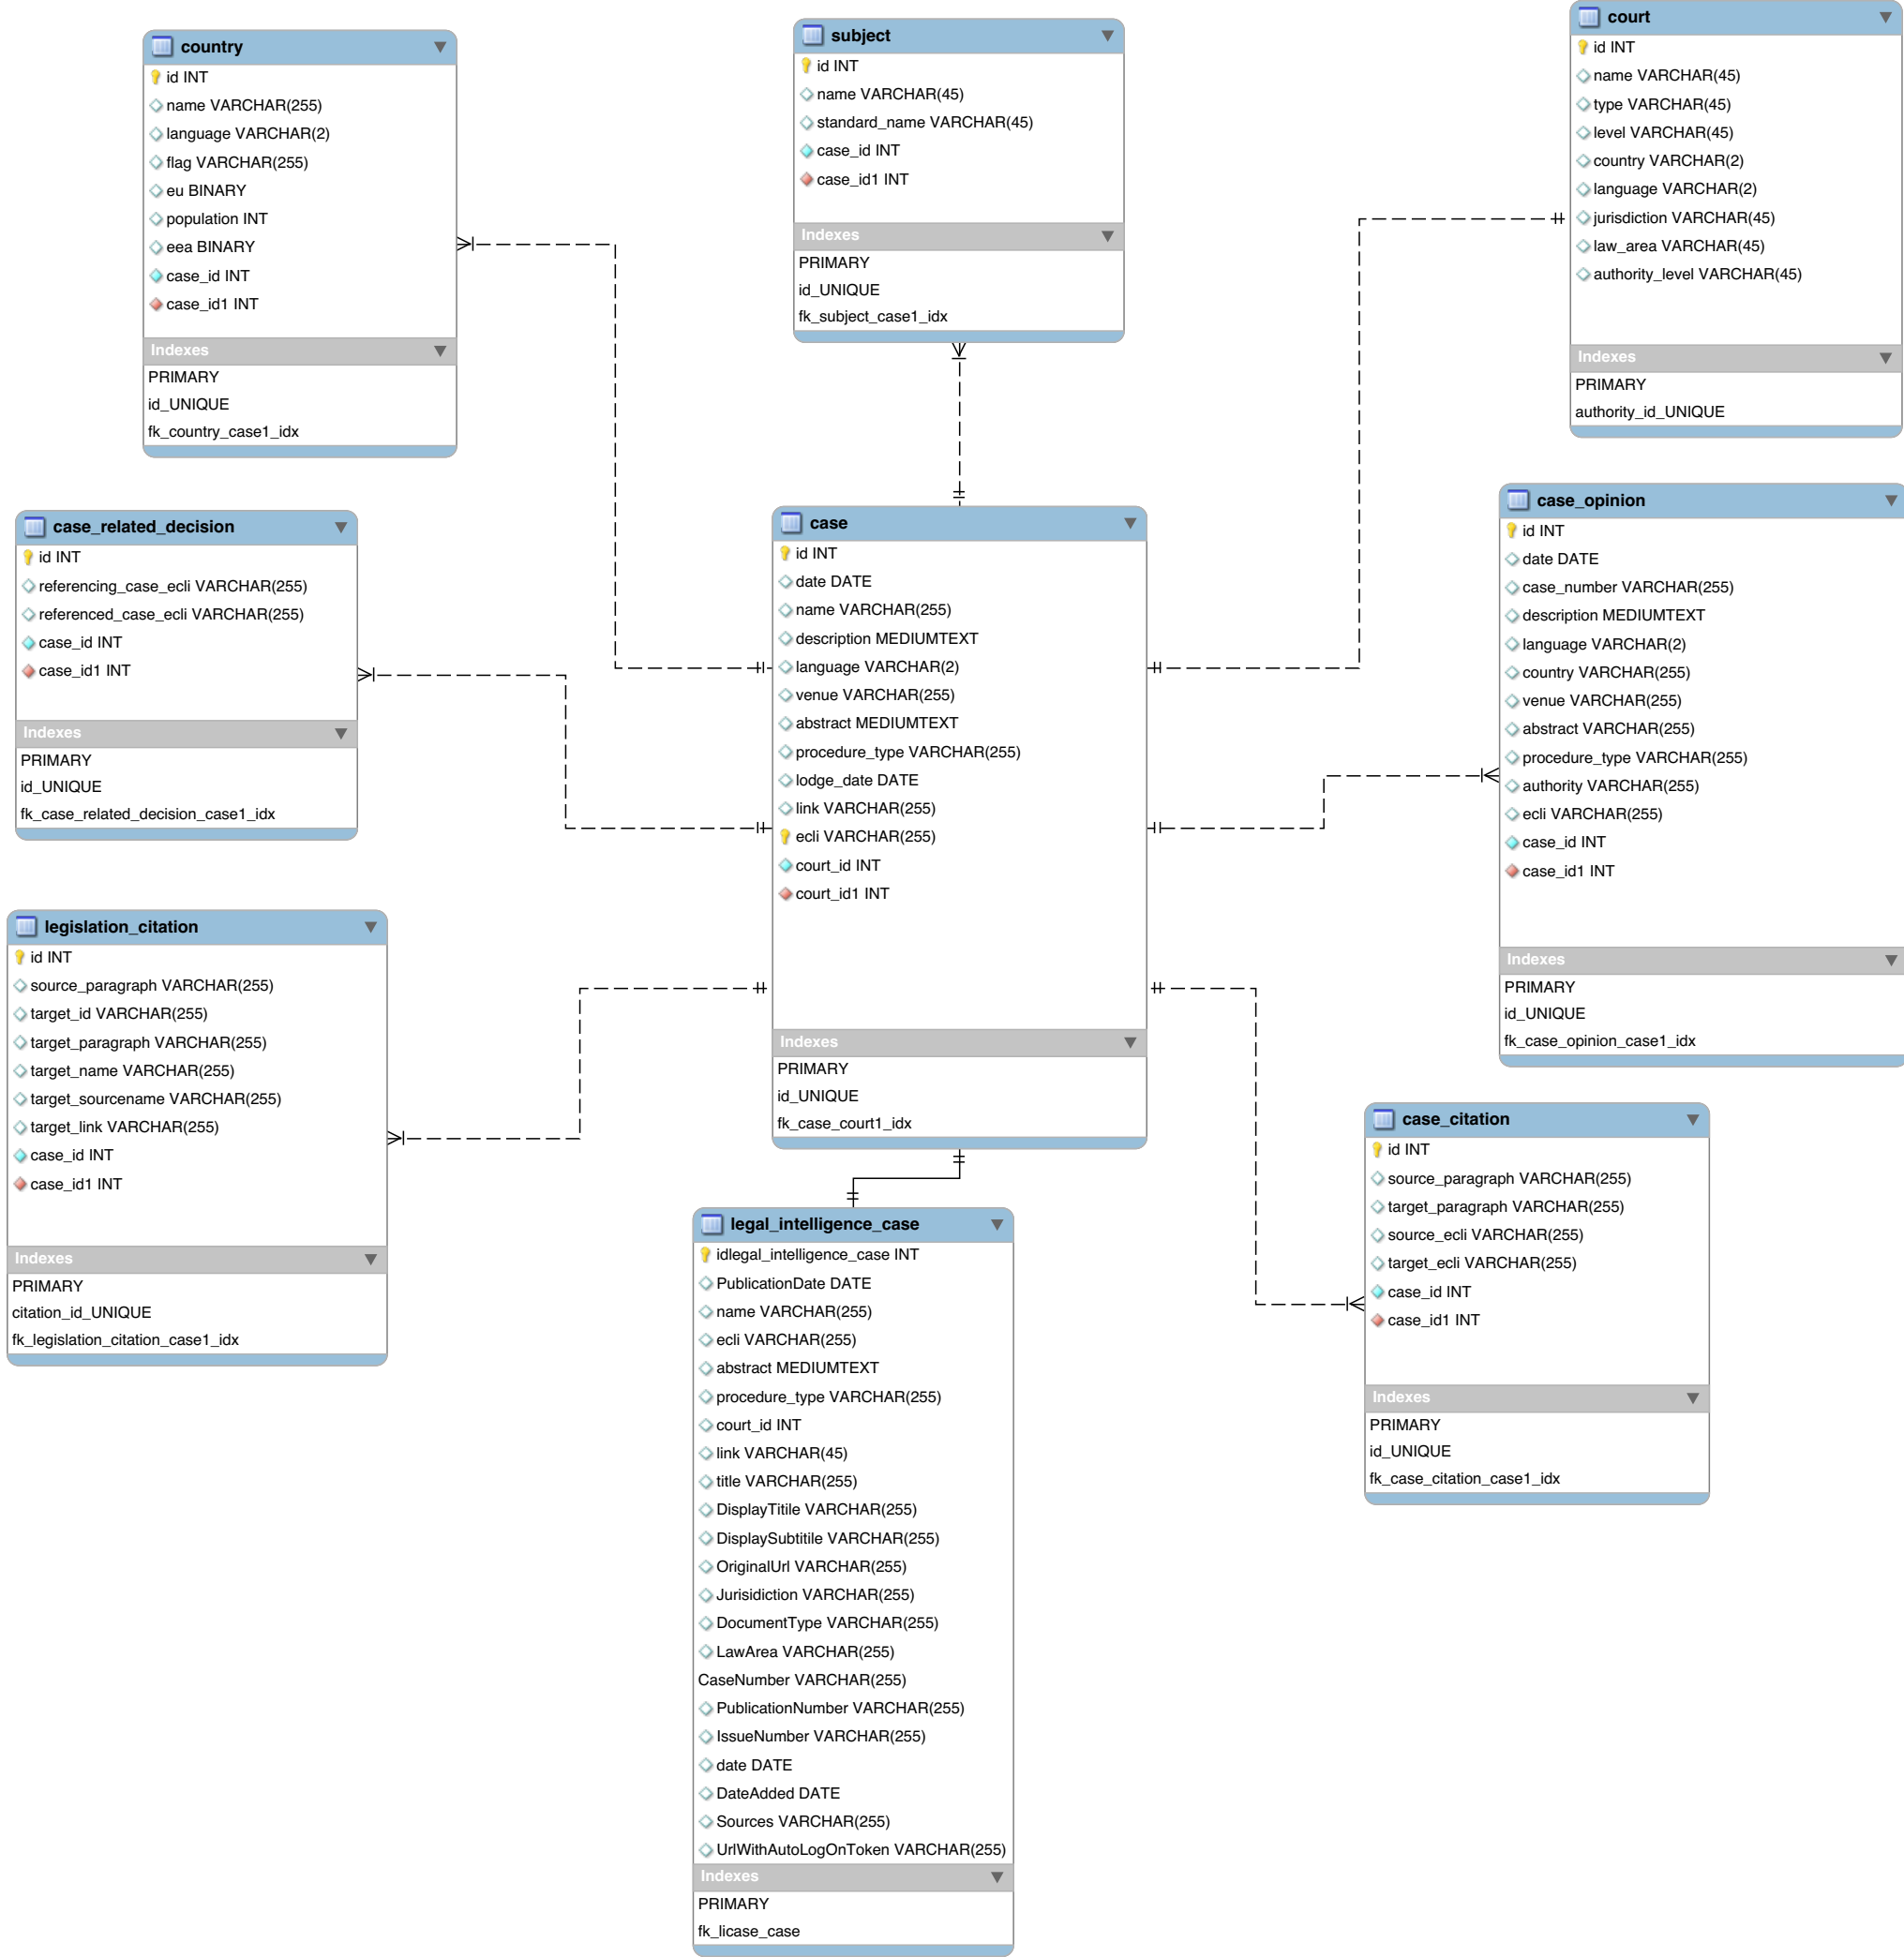 country
id INT
name VARCHAR(255)
language VARCHAR(2)
flag VARCHAR(255)
eu BINARY
population INT
eea BINARY
case_id INT
case_id1 INT
Indexes
PRIMARY
id_UNIQUE
fk_country_case1_idx
subject
id INT
name VARCHAR(45)
standard_name VARCHAR(45)
case_id INT
case_id1 INT
Indexes
PRIMARY
id_UNIQUE
fk_subject_case1_idx
court
id INT
name VARCHAR(45)
type VARCHAR(45)
level VARCHAR(45)
country VARCHAR(2)
language VARCHAR(2)
jurisdiction VARCHAR(45)
law_area VARCHAR(45)
authority_level VARCHAR(45)
Indexes
PRIMARY
authority_id_UNIQUE
case_related_decision
id INT
referencing_case_ecli VARCHAR(255)
referenced_case_ecli VARCHAR(255)
case_id INT
case_id1 INT
Indexes
PRIMARY
id_UNIQUE
fk_case_related_decision_case1_idx
case
id INT
date DATE
name VARCHAR(255)
description MEDIUMTEXT
language VARCHAR(2)
venue VARCHAR(255)
abstract MEDIUMTEXT
procedure_type VARCHAR(255)
lodge_date DATE
link VARCHAR(255)
ecli VARCHAR(255)
court_id INT
court_id1 INT
Indexes
PRIMARY
id_UNIQUE
fk_case_court1_idx
case_opinion
id INT
date DATE
case_number VARCHAR(255)
description MEDIUMTEXT
language VARCHAR(2)
country VARCHAR(255)
venue VARCHAR(255)
abstract VARCHAR(255)
procedure_type VARCHAR(255)
authority VARCHAR(255)
ecli VARCHAR(255)
case_id INT
case_id1 INT
Indexes
PRIMARY
id_UNIQUE
fk_case_opinion_case1_idx
legislation_citation
id INT
source_paragraph VARCHAR(255)
target_id VARCHAR(255)
target_paragraph VARCHAR(255)
target_name VARCHAR(255)
target_sourcename VARCHAR(255)
target_link VARCHAR(255)
case_id INT
case_id1 INT
Indexes
PRIMARY
citation_id_UNIQUE
fk_legislation_citation_case1_idx
legal_intelligence_case
idlegal_intelligence_case INT
PublicationDate DATE
name VARCHAR(255)
ecli VARCHAR(255)
abstract MEDIUMTEXT
procedure_type VARCHAR(255)
court_id INT
link VARCHAR(45)
title VARCHAR(255)
DisplayTitile VARCHAR(255)
DisplaySubtitile VARCHAR(255)
OriginalUrl VARCHAR(255)
Jurisidiction VARCHAR(255)
DocumentType VARCHAR(255)
LawArea VARCHAR(255)
CaseNumber VARCHAR(255)
PublicationNumber VARCHAR(255)
IssueNumber VARCHAR(255)
date DATE
DateAdded DATE
Sources VARCHAR(255)
UrlWithAutoLogOnToken VARCHAR(255)
Indexes
PRIMARY
fk_licase_case
case_citation
id INT
source_paragraph VARCHAR(255)
target_paragraph VARCHAR(255)
source_ecli VARCHAR(255)
target_ecli VARCHAR(255)
case_id INT
case_id1 INT
Indexes
PRIMARY
id_UNIQUE
fk_case_citation_case1_idx